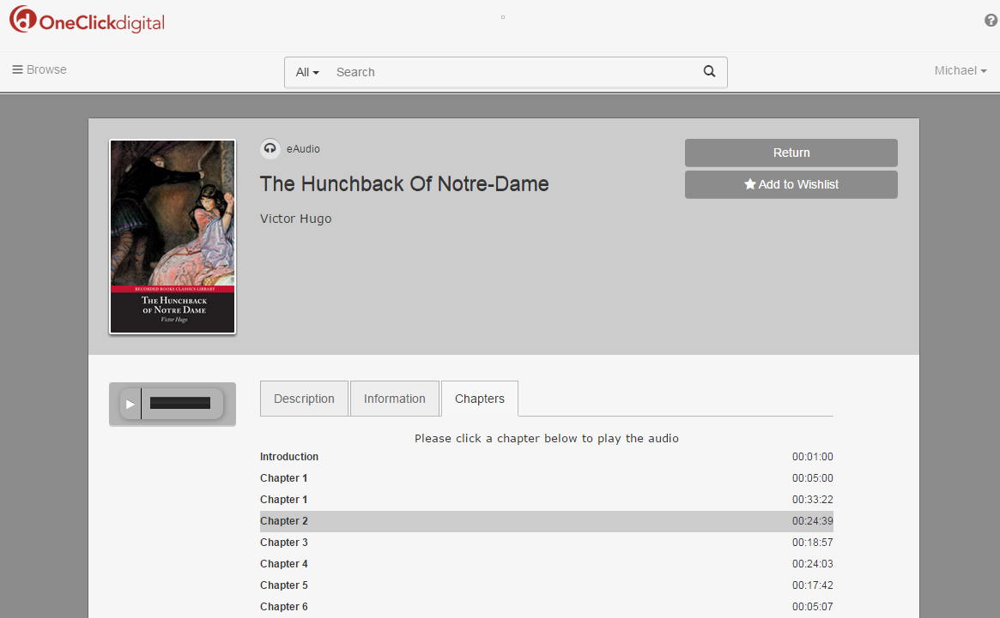 OneClickdigital
Browse
All Search
Michael
eAudio
The Hunchback Of Notre-Dame
Victor Hugo
Return
Add to Wishlist
RECORDED BOOKS CLASSICS LIBRARY
THE HUNCHBACK
OF NOTRE DAME
Victor Hugo
Description Information Chapters
Please click a chapter below to play the audio
Introduction 00:01:00
Chapter 1 00:05:00
Chapter 1 00:33:22
Chapter 2 00:24:39
Chapter 3 00:18:57
Chapter 4 00:24:03
Chapter 5 00:17:42
Chapter 6 00:05:07